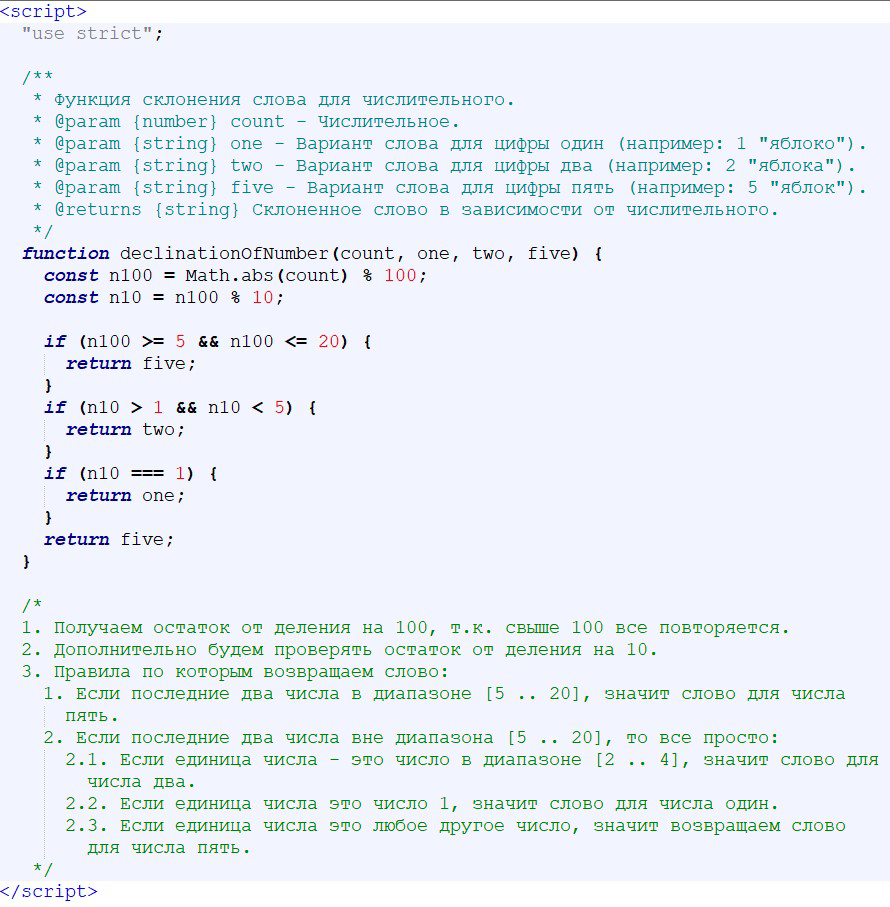 <script>
"use strict";
/**
* Функция склонения слова для числительного.
* @param {number} count - Числительное.
* @param {string} one - Вариант слова для цифры один (например: 1 "яблоко").
* @param {string} two - Вариант слова для цифры два (например: 2 "яблока").
* @param {string} five - Вариант слова для цифры пять (например: 5 "яблок").
* @returns {string} Склоненное слово в зависимости от числительного.
*/
function declinationOfNumber(count, one, two, five) {
const n100 = Math.abs(count) % 100;
const n10 = n100 % 10;
if (n100 >= 5 && n100 <= 20) {
return five;
}
if (n10 > 1 && n10 < 5) {
return two;
}
if (n10 === 1) {
return one;
}
return five;
}
/*
1. Получаем остаток от деления на 100, т.к. свыше 100 все повторяется.
2. Дополнительно будем проверять остаток от деления на 10.
3. Правила по которым возвращаем слово:
1. Если последние два числа в диапазоне [5 .. 20], значит слово для числа
пять.
2. Если последние два числа вне диапазона [5 .. 20], то все просто:
2.1. Если единица числа - это число в диапазоне [2 .. 4], значит слово для
числа два.
2.2. Если единица числа это число 1, значит слово для числа один.
2.3. Если единица числа это любое другое число, значит возвращаем слово
для числа пять.
*/
</script>